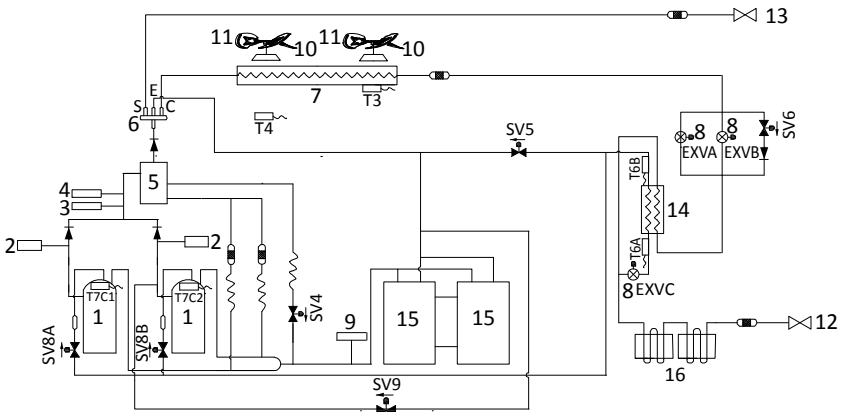 13
11 10 11 10
E
S C
7
T3
6
T4
SV5
8 8
SV6
EXVA EXVB
T6B
4 5
3
14
2 2
T6A
T7C1 T7C2
8 EXVC
1 1
SV4
15 15
9
12
SV8A SV8B
16
SV9